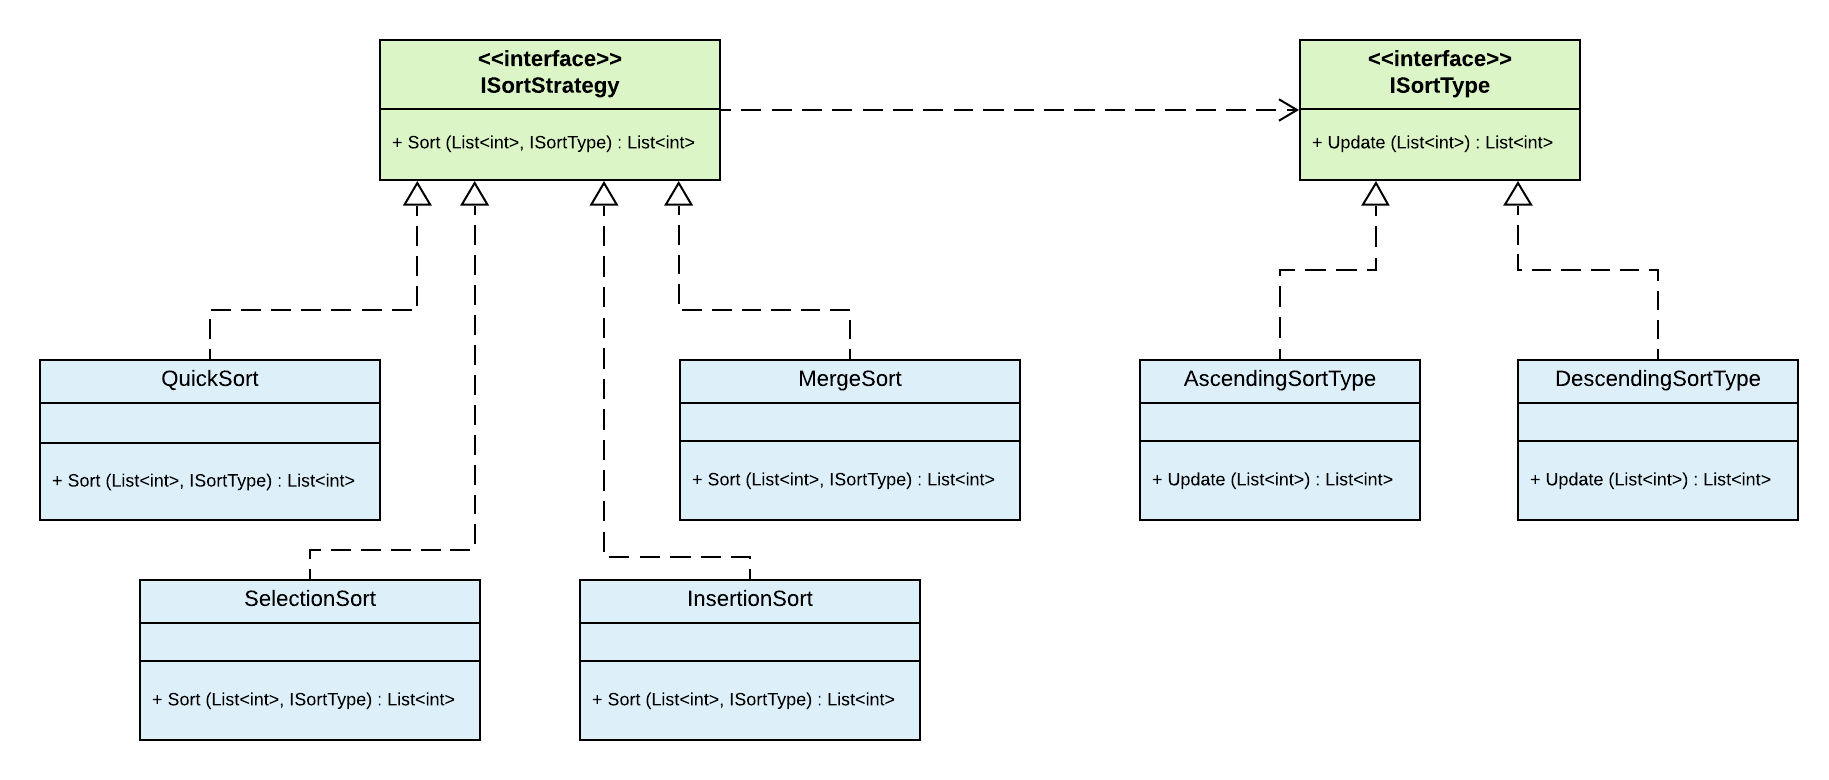 <<interface>>
ISortStrategy
+ Sort (List<int>, ISortType) : List<int>
<<interface>>
ISortType
+ Update (List<int>) : List<int>
QuickSort
+ Sort (List<int>, ISortType) : List<int>
MergeSort
+ Sort (List<int>, ISortType) : List<int>
AscendingSortType
+ Update (List<int>) : List<int>
DescendingSortType
+ Update (List<int>) : List<int>
SelectionSort
+ Sort (List<int>, ISortType) : List<int>
InsertionSort
+ Sort (List<int>, ISortType) : List<int>